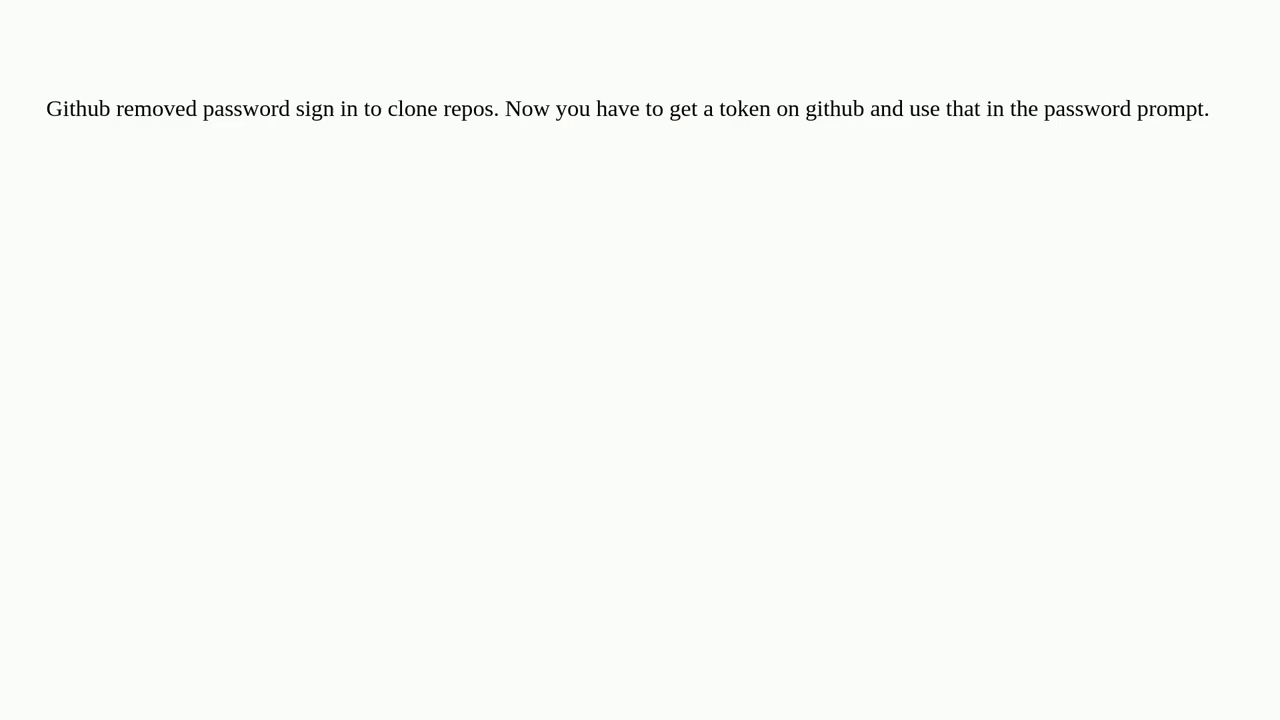 Github removed password sign in to clone repos. Now you have to get a token on github and use that in the password prompt.